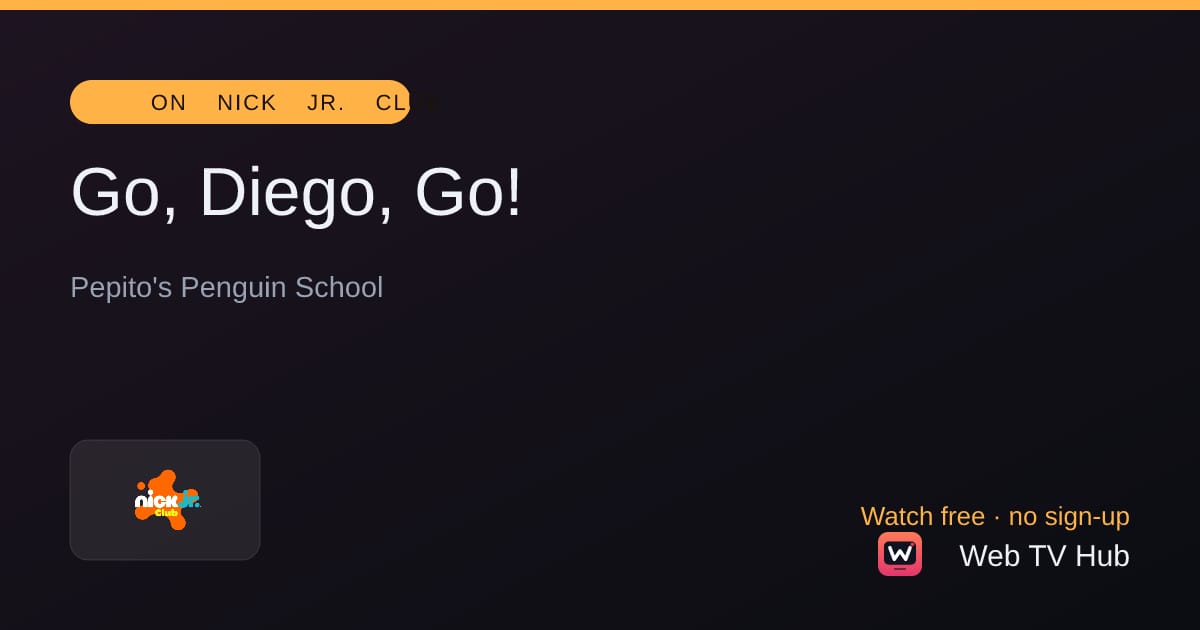 ON NICK JR. CL
Go, Diego, Go!
Pepito's Penguin School
nick jr.
Club
Watch free · no sign-up
W
Web TV Hub